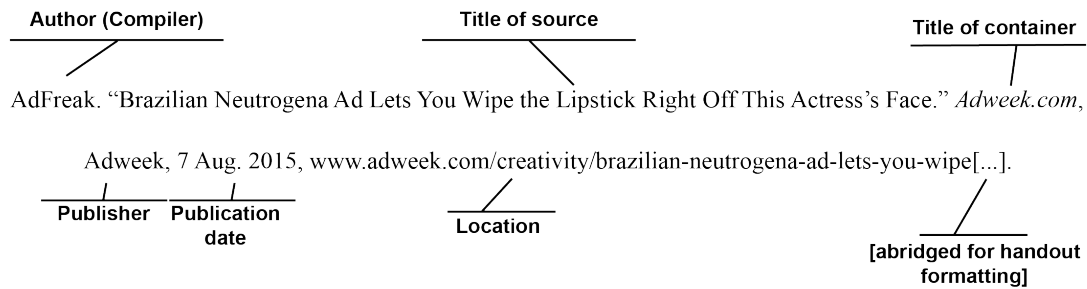 Author (Compiler)
Title of source
Title of container
AdFreak. “Brazilian Neutrogena Ad Lets You Wipe the Lipstick Right Off This Actress’s Face.” Adweek.com,
Adweek, 7 Aug. 2015, www.adweek.com/creativity/brazilian-neutrogena-ad-lets-you-wipe[...].
Publisher
Publication
date
Location
[abridged for handout
formatting]